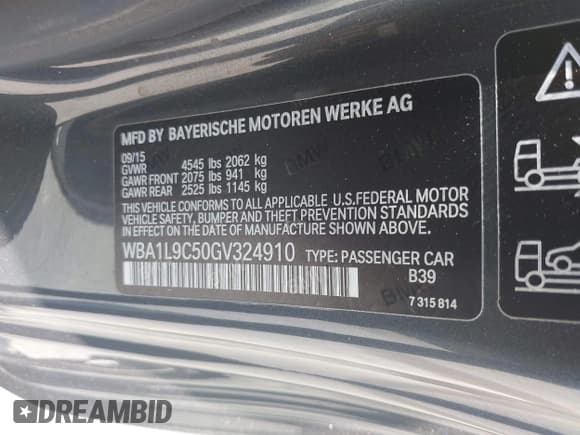 MFD BY BAYERISCHE MOTOREN WERKE AG
09/15
GVWR 4545 lbs 2062 kg
GAWR FRONT 2075 lbs 941 kg
GAWR REAR 2525 lbs 1145 kg
THIS VEHICLE CONFORMS TO ALL APPLICABLE U.S.FEDERAL MOTOR
VEHICLE SAFETY, BUMPER AND THEFT PREVENTION STANDARDS
IN EFFECT ON THE DATE OF MANUFACTURE SHOWN ABOVE.
WBA1L9C50GV324910 TYPE: PASSENGER CAR
B39
7 315 814
DREAMBID